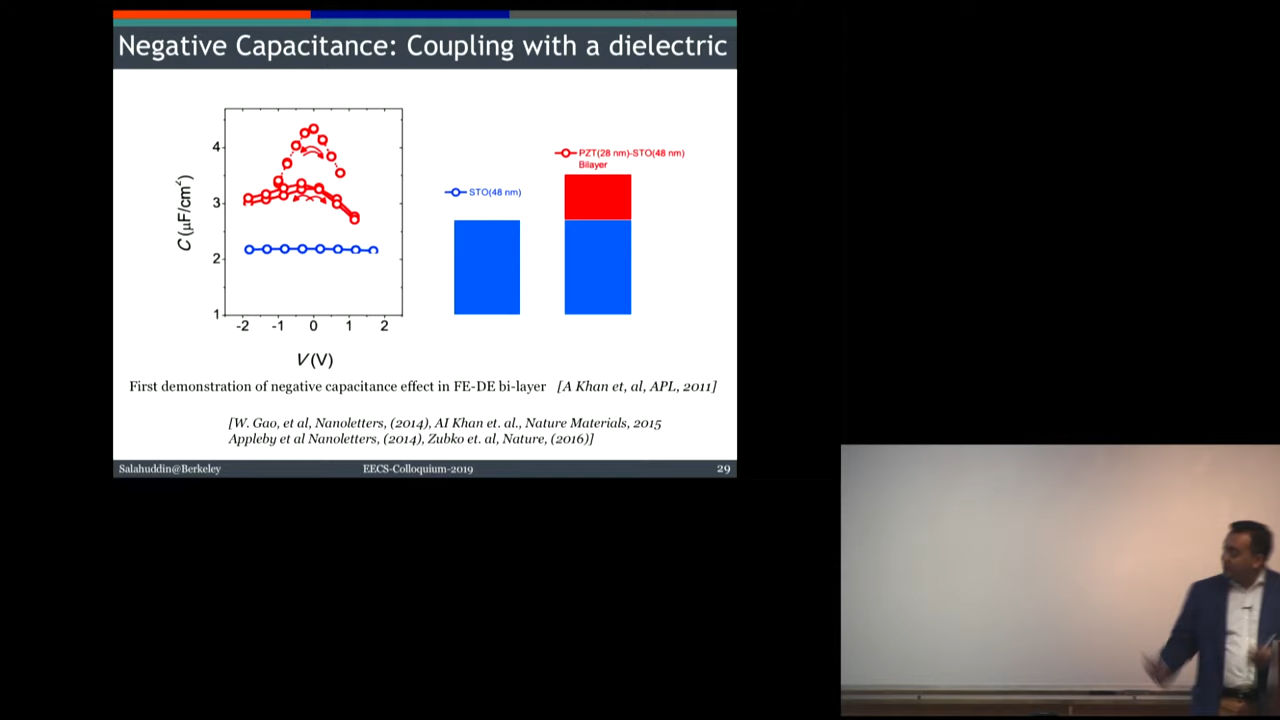 Negative Capacitance: Coupling with a dielectric
4
3
2
1
C (μF/cm²)
-2 -1 0 1 2
V (V)
STO(48 nm)
PZT(28 nm)-STO(48 nm)
Bilayer
First demonstration of negative capacitance effect in FE-DE bi-layer [A Khan et, al, APL, 2011]
[W. Gao, et al, Nanoletters, (2014), AI Khan et. al., Nature Materials, 2015
Appleby et al Nanoletters, (2014), Zubko et. al, Nature, (2016)]
Salahuddin@Berkeley EECS-Colloquium-2019 29